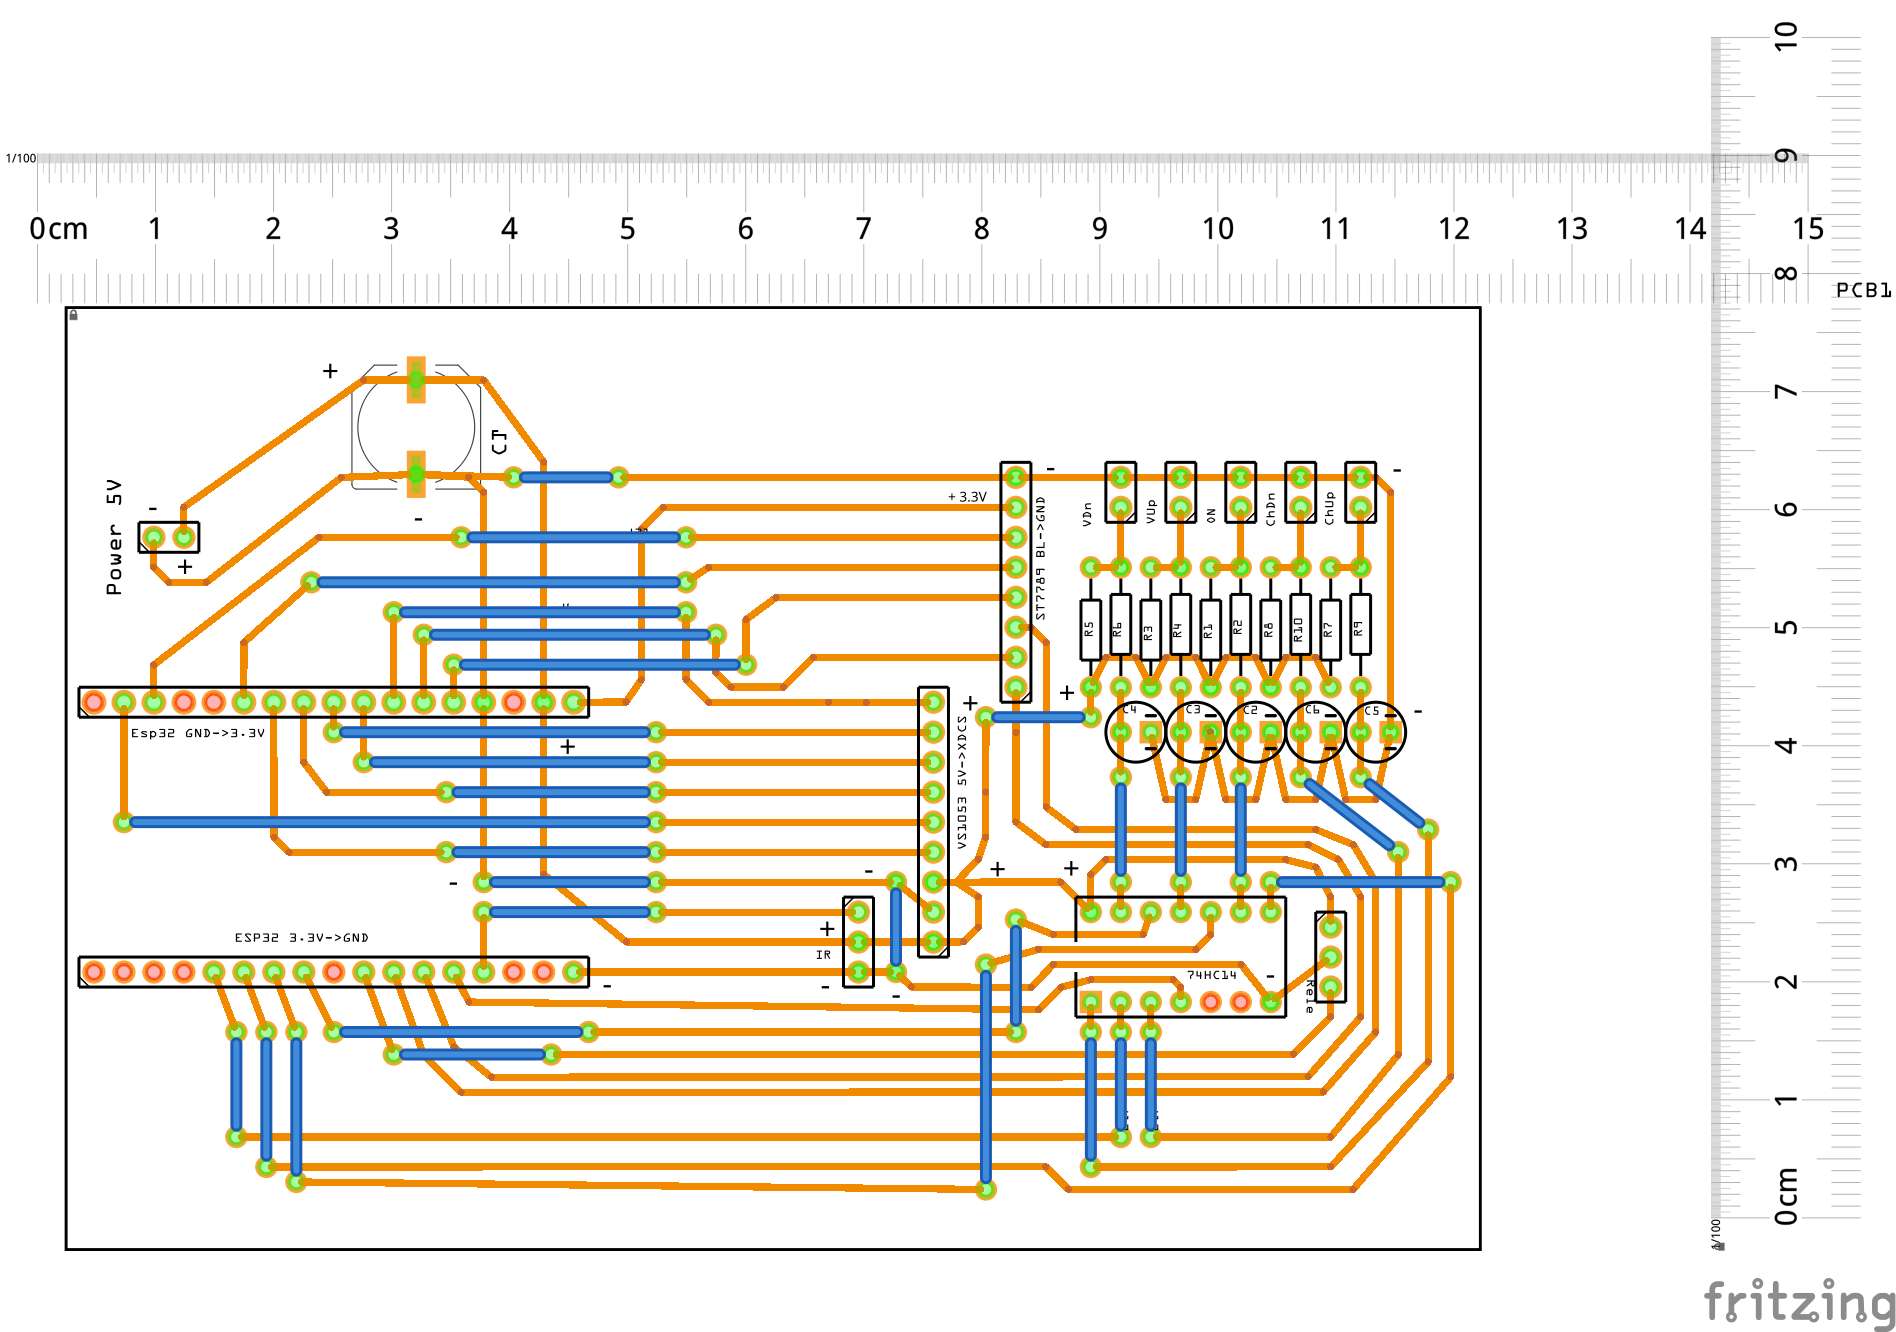 10
1/100
9
0cm 1 2 3 4 5 6 7 8 9 10 11 12 13 14 15
8
PCB1
+
7
C1
Power 5V
-
-
+
-
+ 3.3V
-
6
VDn
VUp
ON
ChDn
ChUp
ST7789 BL->GND
5
R5
R6
R3
R4
R1
R2
R8
R10
R7
R9
+
+
C4
C3
C2
C6
C5
-
Esp32 GND->3.3V
+
4
VS1053 5V->XDCS
-
-
+
+
3
ESP32 3.3V->GND
+
IR
-
-
-
74HC14
-
Rele
2
1
0cm
1/100
fritzing